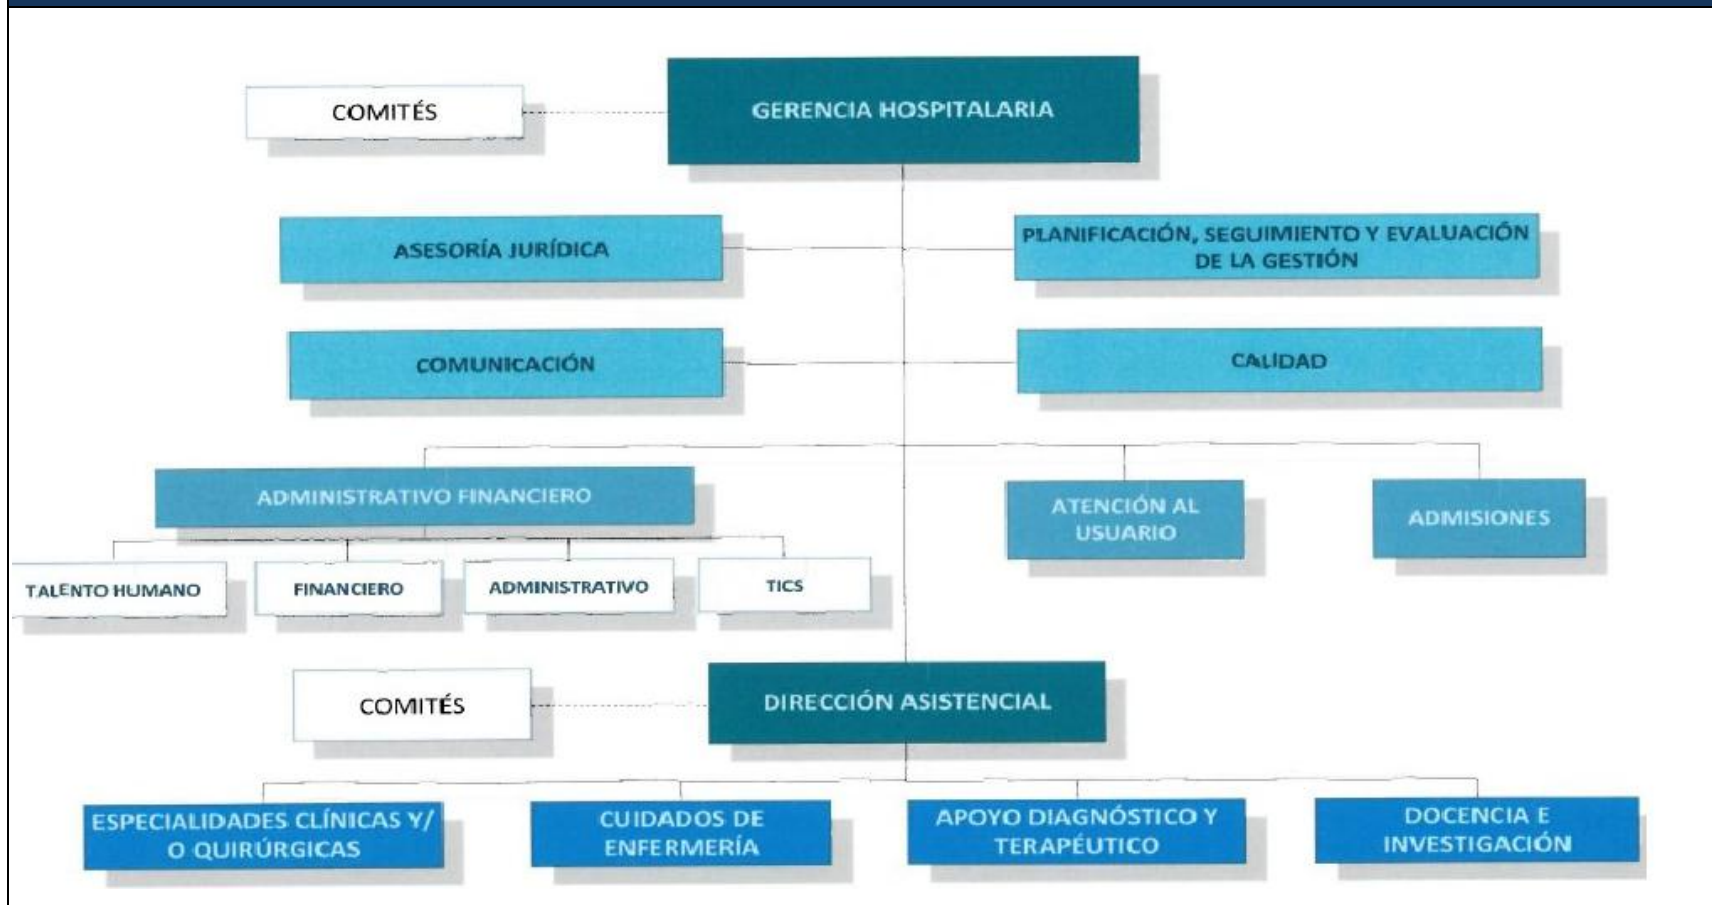 COMITÉS
GERENCIA HOSPITALARIA
ASESORÍA JURÍDICA
PLANIFICACIÓN, SEGUIMIENTO Y EVALUACIÓN
DE LA GESTIÓN
COMUNICACIÓN
CALIDAD
ADMINISTRATIVO FINANCIERO
ATENCIÓN AL
USUARIO
ADMISIONES
TALENTO HUMANO
FINANCIERO
ADMINISTRATIVO
TICS
COMITÉS
DIRECCIÓN ASISTENCIAL
ESPECIALIDADES CLÍNICAS Y/
O QUIRÚRGICAS
CUIDADOS DE
ENFERMERÍA
APOYO DIAGNÓSTICO Y
TERAPÉUTICO
DOCENCIA E
INVESTIGACIÓN